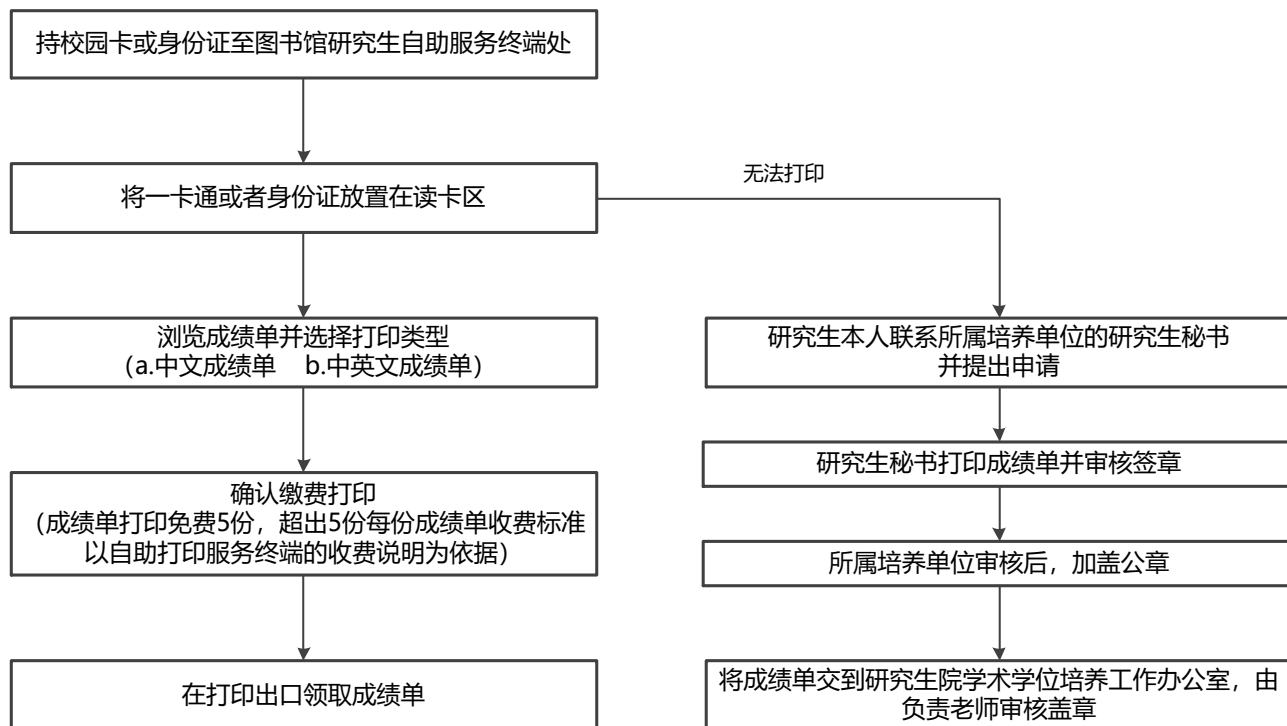 持校园卡或身份证至图书馆研究生自助服务终端处
将一卡通或者身份证放置在读卡区
无法打印
浏览成绩单并选择打印类型
（a.中文成绩单 b.中英文成绩单）
确认缴费打印
（成绩单打印免费5份，超出5份每份成绩单收费标准
以自助打印服务终端的收费说明为依据）
在打印出口领取成绩单
研究生本人联系所属培养单位的研究生秘书
并提出申请
研究生秘书打印成绩单并审核签章
所属培养单位审核后，加盖公章
将成绩单交到研究生院学术学位培养工作办公室，由
负责老师审核盖章